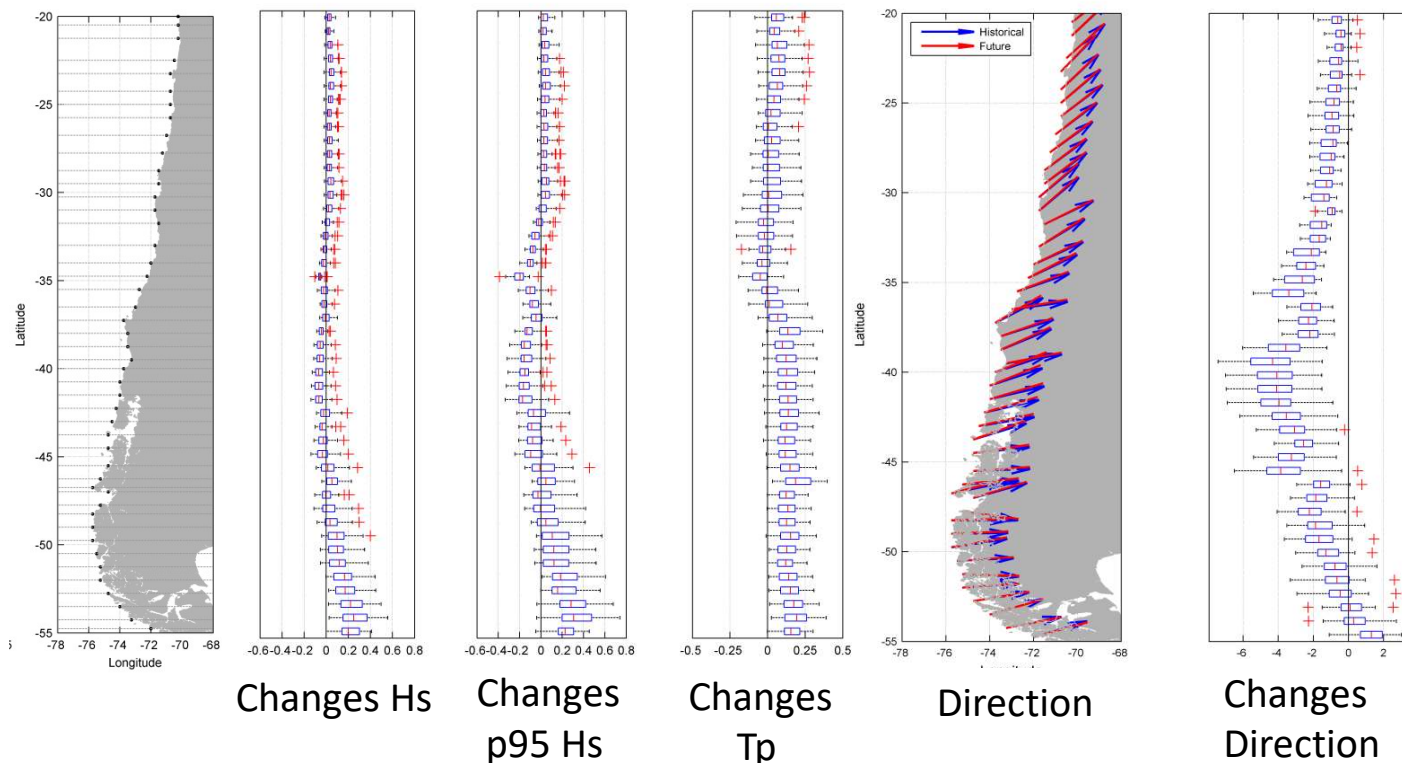 -20
-25
-30
-35
-40
-45
-50
-55
Latitude
-78 -76 -74 -72 -70 -68
Longitude
-0.6-0.4-0.2 0 0.2 0.4 0.6 0.8
Changes Hs
-0.6-0.4-0.2 0 0.2 0.4 0.6 0.8
Changes
p95 Hs
-0.5 -0.25 0 0.25 0.5
Changes
Tp
Historical
Future
-20
-25
-30
-35
-40
-45
-50
-55
Latitude
-78 -76 -74 -72 -70 -68
Direction
-6 -4 -2 0 2
Changes
Direction